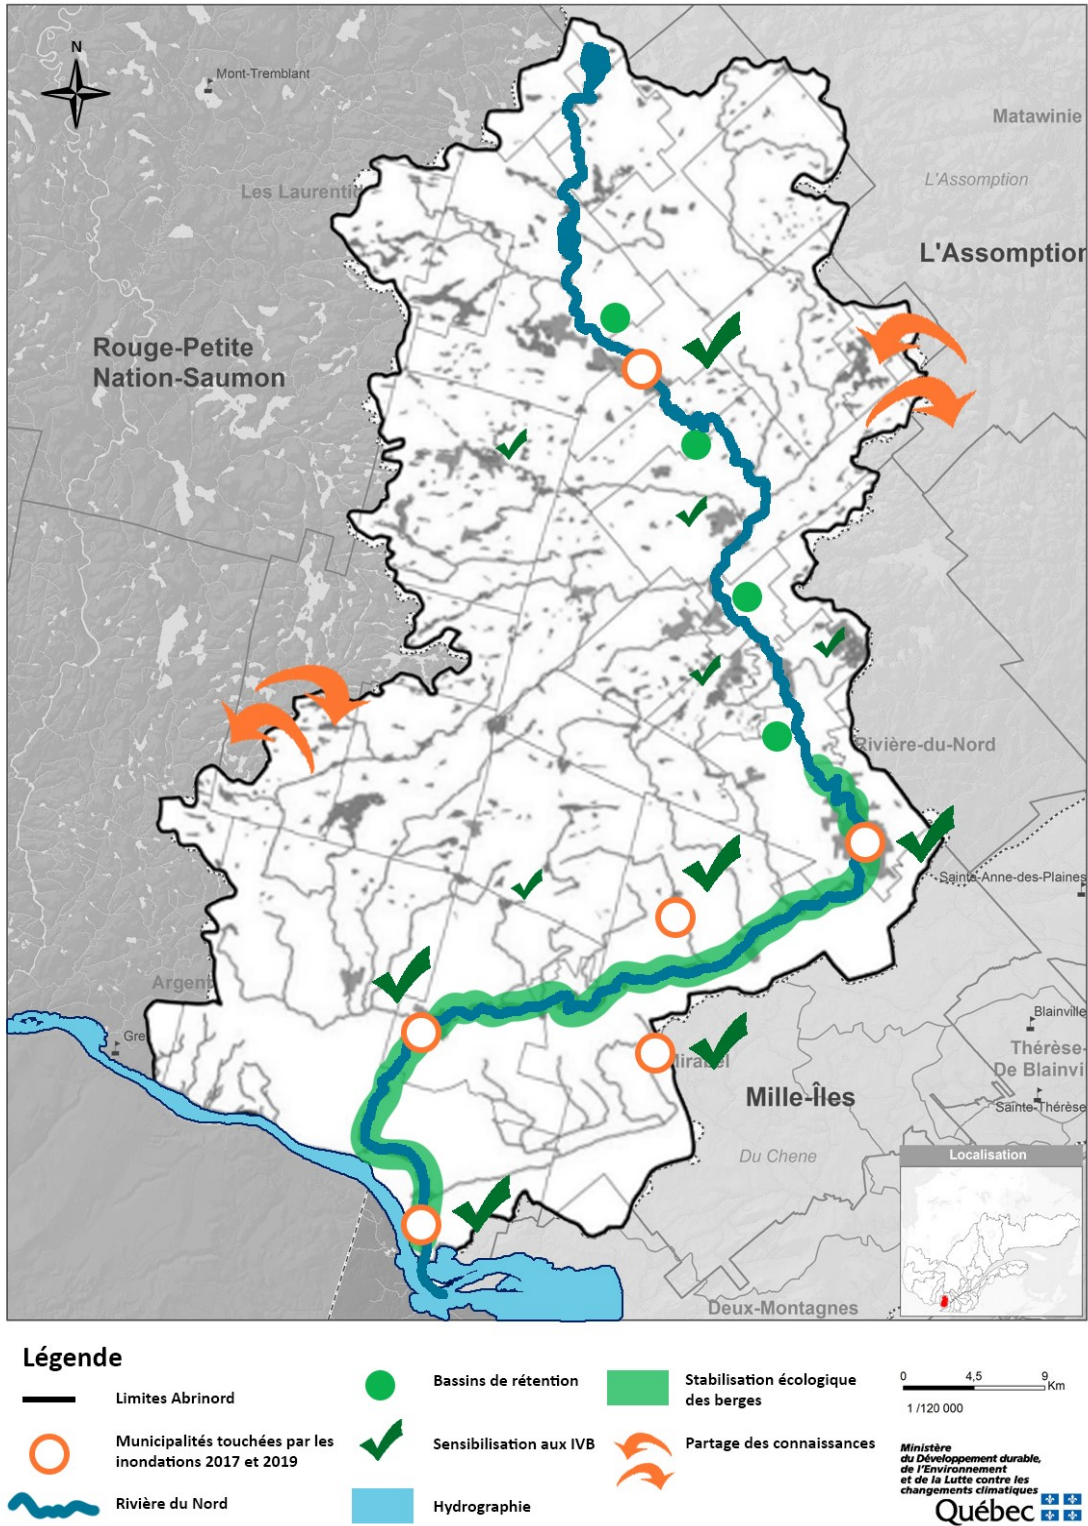 N
Mont-Tremblant
Matawinie
Les Laurentid
L'Assomption
L'Assomption
Rouge-Petite
Nation-Saumon
Rivière-du-Nord
Sainte-Anne-des-Plaines
Argent
Gre
Blainville
Mirabel
Thérèse-
De Blainvi
Mille-Îles
Sainte-Thérèse
Du Chene
Localisation
Deux-Montagnes
Légende
Limites Abrinord
Municipalités touchées par les
inondations 2017 et 2019
Rivière du Nord
Bassins de rétention
Sensibilisation aux IVB
Hydrographie
Stabilisation écologique
des berges
Partage des connaissances
0 4,5 9
Km
1 /120 000
Ministère
du Développement durable,
de l'Environnement
et de la Lutte contre les
changements climatiques
Québec